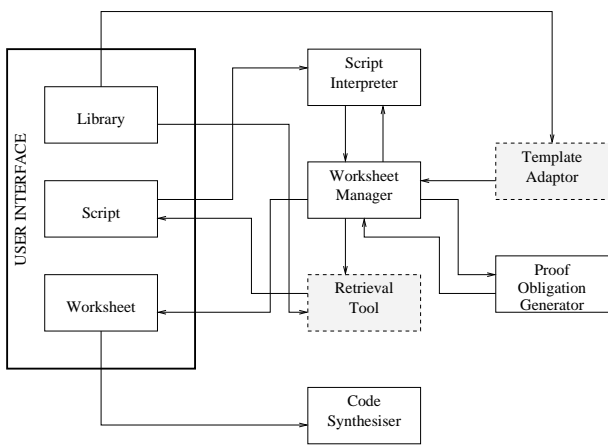 USER INTERFACE
Library
Script
Worksheet
Script
Interpreter
Worksheet
Manager
Template
Adaptor
Retrieval
Tool
Proof
Obligation
Generator
Code
Synthesiser